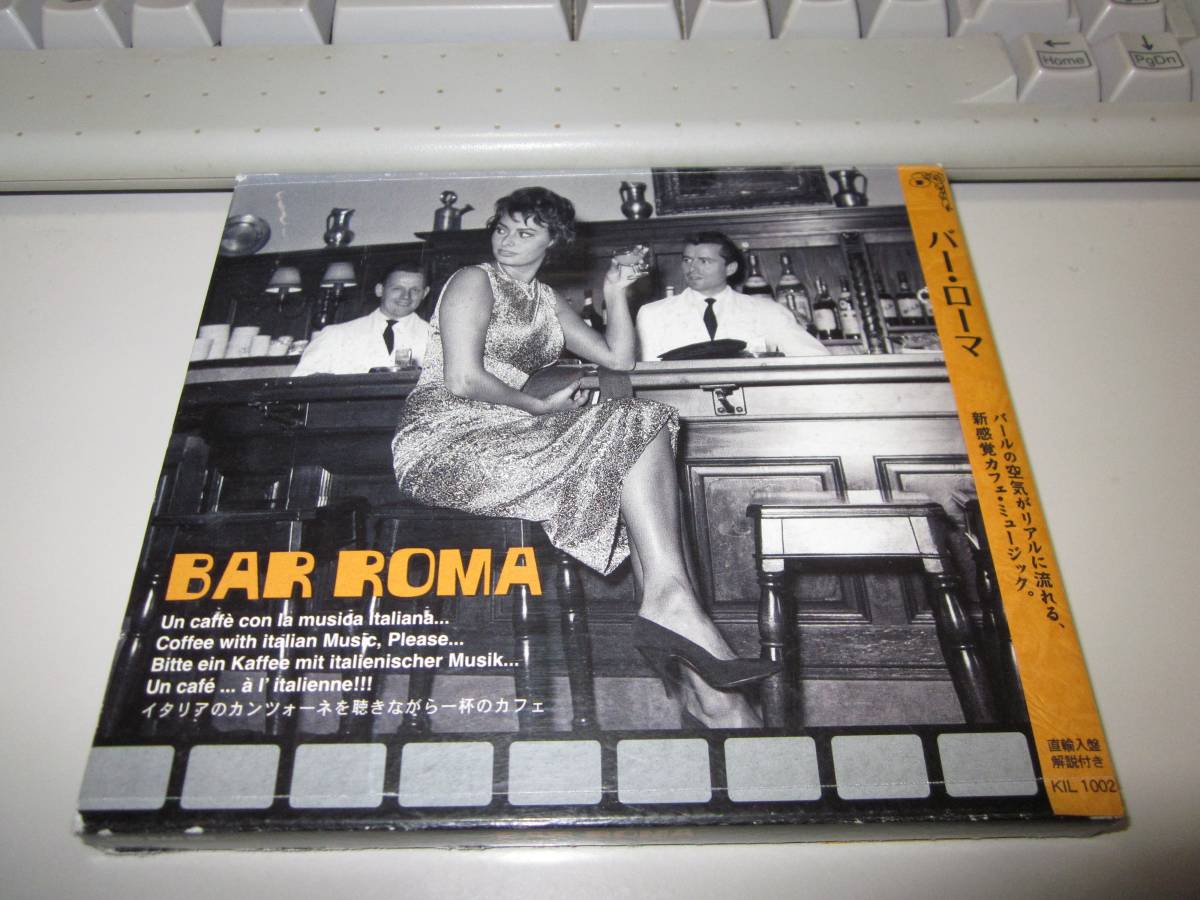 ←
Home
↓
PgDn
バー・ローマ
バールの空気がリアルに流れる、
新感覚カフェ・ミュージック。
BAR ROMA
Un caffè con la musica italiana...
Coffee with italian Music, Please...
Bitte ein Kaffee mit italienischer Musik...
Un café ... à l' italienne!!!
イタリアのカンツォーネを聴きながら一杯のカフェ
直輸入盤
解説付き
KIL 1002